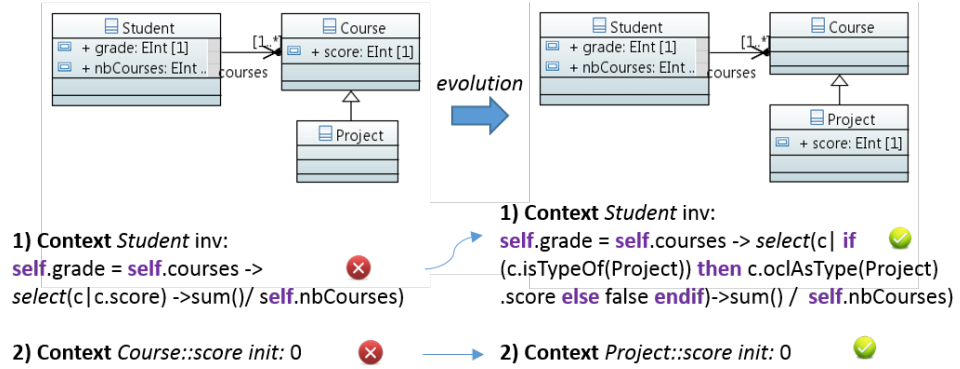 Student
+ grade: EInt [1]
+ nbCourses: EInt ..
[1..*]
courses
Course
+ score: EInt [1]
Project
evolution
Student
+ grade: EInt [1]
+ nbCourses: EInt ..
[1..*]
courses
Course
Project
+ score: EInt [1]
1) Context Student inv:
self.grade = self.courses ->
select(c|c.score) ->sum()/ self.nbCourses)
2) Context Course::score init: 0
1) Context Student inv:
self.grade = self.courses -> select(c| if
(c.isTypeOf(Project)) then c.oclAsType(Project)
.score else false endif)->sum() / self.nbCourses)
2) Context Project::score init: 0